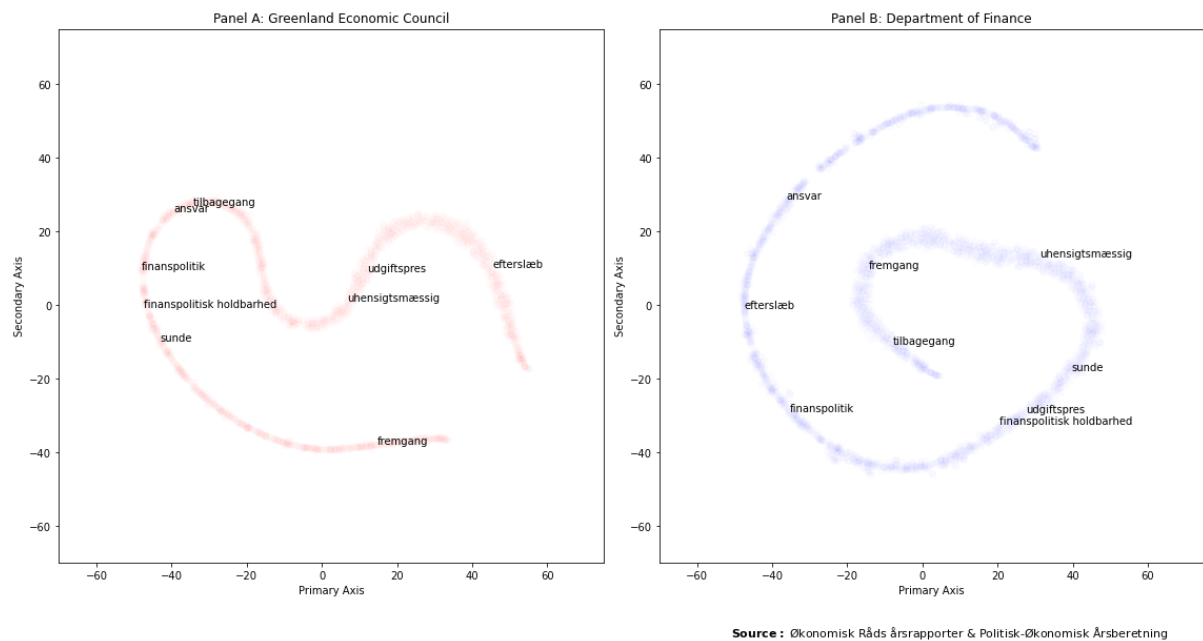 Panel A: Greenland Economic Council
60
40
20
0
−20
−40
−60
Secondary Axis
tilbagegang
ansvar
finanspolitik
udgiftspres
efterslæb
finanspolitisk holdbarhed
uhensigtsmæssig
sunde
fremgang
−60 −40 −20 0 20 40 60
Primary Axis
Panel B: Department of Finance
60
40
20
0
−20
−40
−60
Secondary Axis
ansvar
uhensigtsmæssig
fremgang
efterslæb
tilbagegang
sunde
finanspolitik
udgiftspres
finanspolitisk holdbarhed
−60 −40 −20 0 20 40 60
Primary Axis
Source: Økonomisk Råds årsrapporter & Politisk-Økonomisk Årsberetning